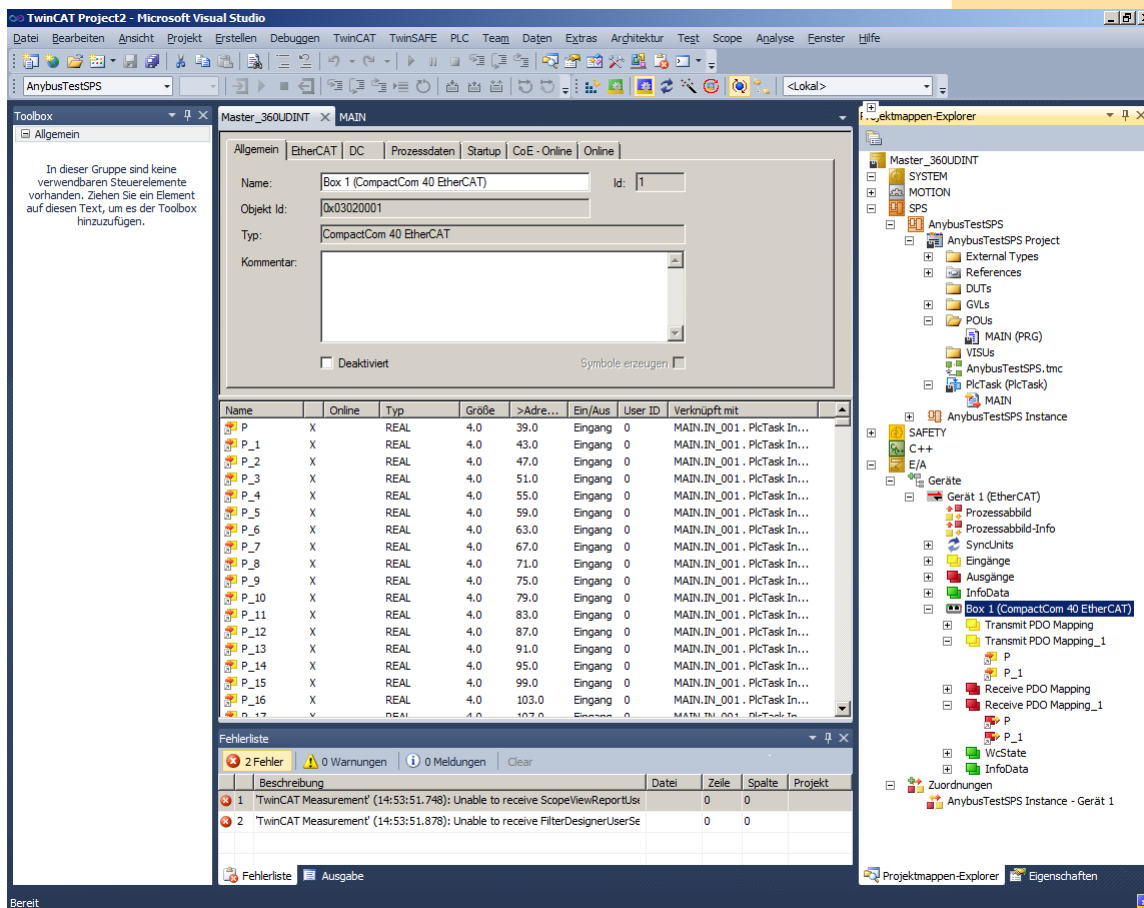 TwinCAT Project2 - Microsoft Visual Studio
Datei Bearbeiten Ansicht Projekt Erstellen Debuggen TwinCAT TwinSAFE PLC Team Daten Extras Architektur Test Scope Analyse Fenster Hilfe
AnybusTestSPS <Lokal>
Toolbox
Allgemein
In dieser Gruppe sind keine
verwendbaren Steuerelemente
vorhanden. Ziehen Sie ein Element
auf diesen Text, um es der Toolbox
hinzuzufügen.
Master_360UDINT MAIN
Allgemein EtherCAT DC Prozessdaten Startup CoE - Online Online
Name: Box 1 (CompactCom 40 EtherCAT) Id: 1
Objekt Id: 0x03020001
Typ: CompactCom 40 EtherCAT
Kommentar:
Deaktiviert Symbole erzeugen
Name Online Typ Größe >Adre... Ein/Aus User ID Verknüpft mit
P X REAL 4.0 39.0 Eingang 0 MAIN.IN_001 . PlcTask In...
P_1 X REAL 4.0 43.0 Eingang 0 MAIN.IN_001 . PlcTask In...
P_2 X REAL 4.0 47.0 Eingang 0 MAIN.IN_001 . PlcTask In...
P_3 X REAL 4.0 51.0 Eingang 0 MAIN.IN_001 . PlcTask In...
P_4 X REAL 4.0 55.0 Eingang 0 MAIN.IN_001 . PlcTask In...
P_5 X REAL 4.0 59.0 Eingang 0 MAIN.IN_001 . PlcTask In...
P_6 X REAL 4.0 63.0 Eingang 0 MAIN.IN_001 . PlcTask In...
P_7 X REAL 4.0 67.0 Eingang 0 MAIN.IN_001 . PlcTask In...
P_8 X REAL 4.0 71.0 Eingang 0 MAIN.IN_001 . PlcTask In...
P_9 X REAL 4.0 75.0 Eingang 0 MAIN.IN_001 . PlcTask In...
P_10 X REAL 4.0 79.0 Eingang 0 MAIN.IN_001 . PlcTask In...
P_11 X REAL 4.0 83.0 Eingang 0 MAIN.IN_001 . PlcTask In...
P_12 X REAL 4.0 87.0 Eingang 0 MAIN.IN_001 . PlcTask In...
P_13 X REAL 4.0 91.0 Eingang 0 MAIN.IN_001 . PlcTask In...
P_14 X REAL 4.0 95.0 Eingang 0 MAIN.IN_001 . PlcTask In...
P_15 X REAL 4.0 99.0 Eingang 0 MAIN.IN_001 . PlcTask In...
P_16 X REAL 4.0 103.0 Eingang 0 MAIN.IN_001 . PlcTask In...
P_17 X REAL 4.0 107.0 Eingang 0 MAIN.IN_001 . PlcTask In...
Fehlerliste
2 Fehler 0 Warnungen 0 Meldungen Clear
Beschreibung Datei Zeile Spalte Projekt
1 'TwinCAT Measurement' (14:53:51.748): Unable to receive ScopeViewReportUse 0 0
2 'TwinCAT Measurement' (14:53:51.878): Unable to receive FilterDesignerUserSe 0 0
Fehlerliste Ausgabe
Projektmappen-Explorer
Master_360UDINT
SYSTEM
MOTION
SPS
AnybusTestSPS
AnybusTestSPS Project
External Types
References
DUTs
GVLs
POUs
MAIN (PRG)
VISUs
AnybusTestSPS.tmc
PlcTask (PlcTask)
MAIN
AnybusTestSPS Instance
SAFETY
C++
E/A
Geräte
Gerät 1 (EtherCAT)
Prozessabbild
Prozessabbild-Info
SyncUnits
Eingänge
Ausgänge
InfoData
Box 1 (CompactCom 40 EtherCAT)
Transmit PDO Mapping
Transmit PDO Mapping_1
P
P_1
Receive PDO Mapping
Receive PDO Mapping_1
P
P_1
WcState
InfoData
Zuordnungen
AnybusTestSPS Instance - Gerät 1
Projektmappen-Explorer Eigenschaften
Bereit